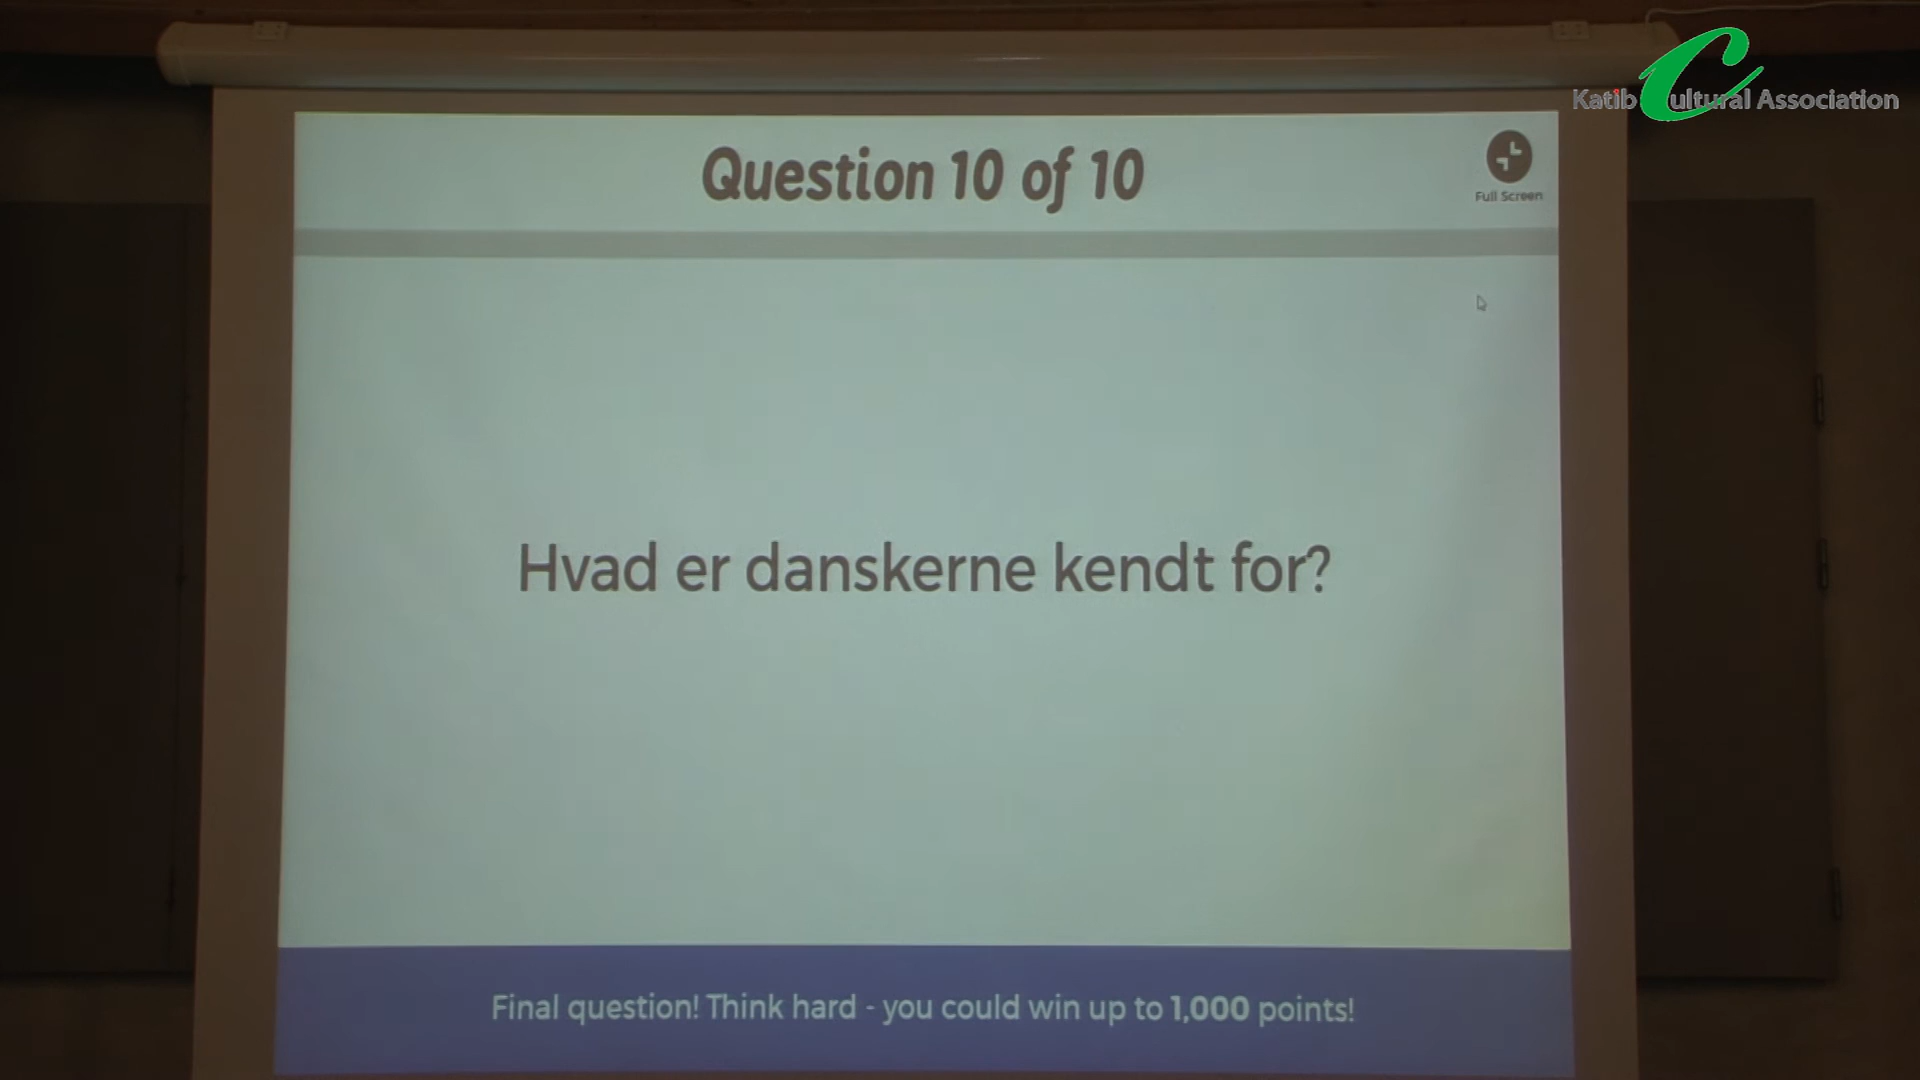 Katib Cultural Association
Question 10 of 10
Full Screen
Hvad er danskerne kendt for?
Final question! Think hard - you could win up to 1,000 points!